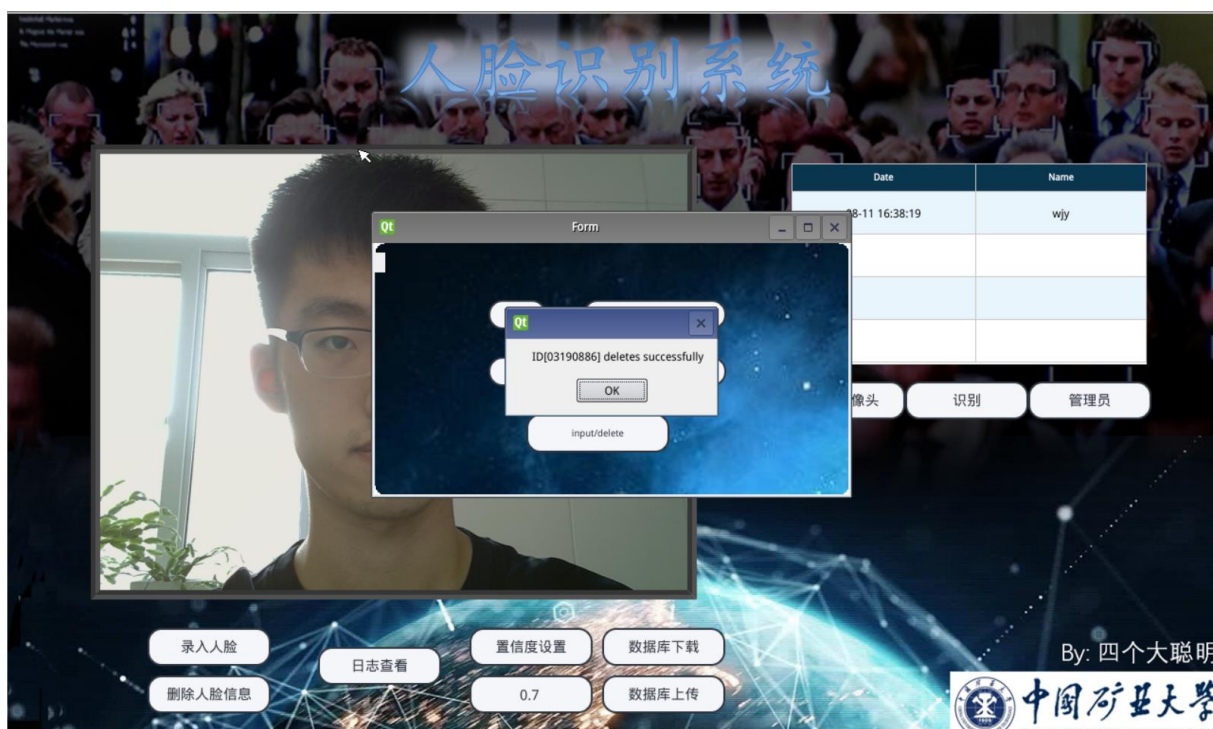 人脸识别系统
Date
Name
08-11 16:38:19
wjy
Form
ID[03190886] deletes successfully
OK
input/delete
像头
识别
管理员
录入人脸
删除人脸信息
日志查看
置信度设置
0.7
数据库下载
数据库上传
By: 四个大聪明
中国矿业大学